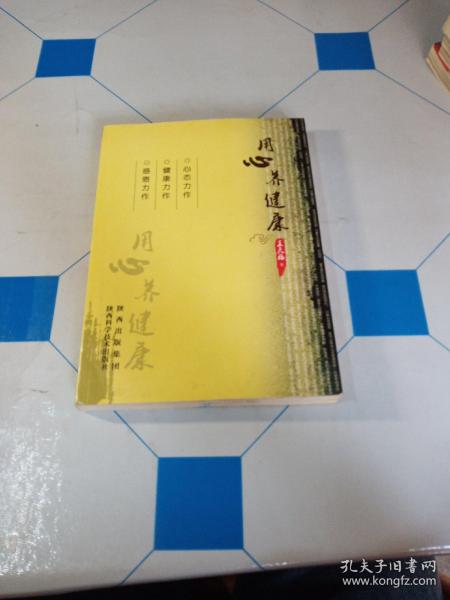 用心养健康
◎心态力作
◎健康力作
◎感恩力作
用心养健康
陕西出版集团
陕西科学技术出版社
孔夫子旧书网
www.kongfz.com